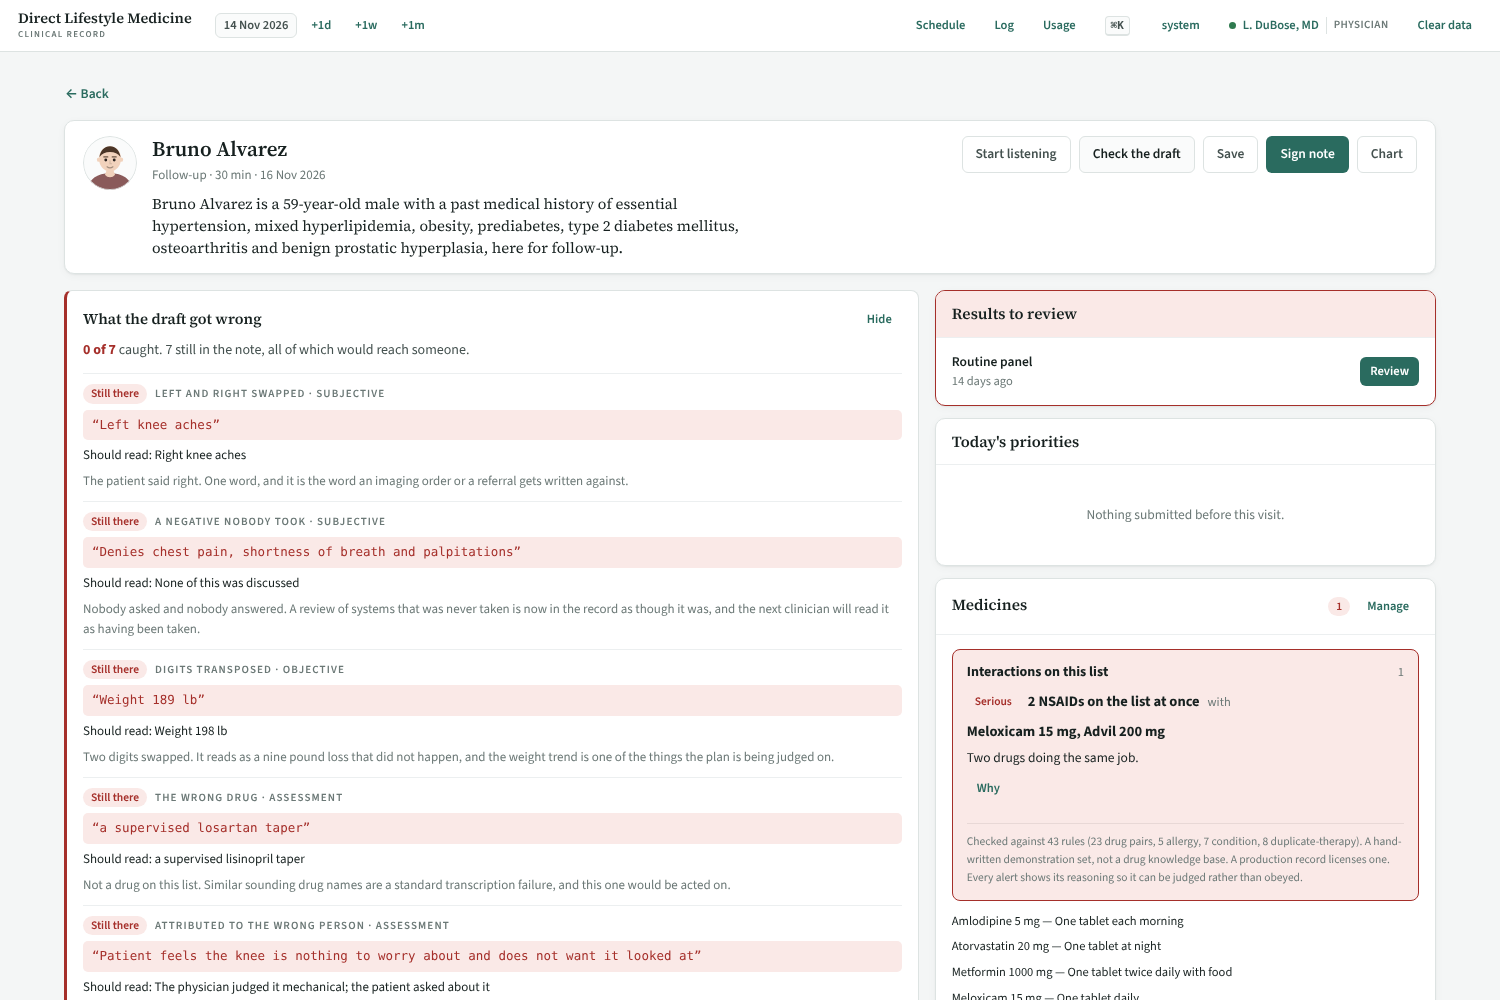 Direct Lifestyle Medicine
CLINICAL RECORD
14 Nov 2026
+1d
+1w
+1m
Schedule
Log
Usage
⌘K
system
L. DuBose, MD
PHYSICIAN
Clear data
← Back
Bruno Alvarez
Follow-up · 30 min · 16 Nov 2026
Bruno Alvarez is a 59-year-old male with a past medical history of essential
hypertension, mixed hyperlipidemia, obesity, prediabetes, type 2 diabetes mellitus,
osteoarthritis and benign prostatic hyperplasia, here for follow-up.
Start listening
Check the draft
Save
Sign note
Chart
What the draft got wrong
Hide
0 of 7 caught. 7 still in the note, all of which would reach someone.
Still there LEFT AND RIGHT SWAPPED · SUBJECTIVE
“Left knee aches”
Should read: Right knee aches
The patient said right. One word, and it is the word an imaging order or a referral gets written against.
Still there A NEGATIVE NOBODY TOOK · SUBJECTIVE
“Denies chest pain, shortness of breath and palpitations”
Should read: None of this was discussed
Nobody asked and nobody answered. A review of systems that was never taken is now in the record as though it was, and the next clinician will read it
as having been taken.
Still there DIGITS TRANSPOSED · OBJECTIVE
“Weight 189 lb”
Should read: Weight 198 lb
Two digits swapped. It reads as a nine pound loss that did not happen, and the weight trend is one of the things the plan is being judged on.
Still there THE WRONG DRUG · ASSESSMENT
“a supervised losartan taper”
Should read: a supervised lisinopril taper
Not a drug on this list. Similar sounding drug names are a standard transcription failure, and this one would be acted on.
Still there ATTRIBUTED TO THE WRONG PERSON · ASSESSMENT
“Patient feels the knee is nothing to worry about and does not want it looked at”
Should read: The physician judged it mechanical; the patient asked about it
Results to review
Routine panel
14 days ago
Review
Today's priorities
Nothing submitted before this visit.
Medicines
1
Manage
Interactions on this list
1
Serious 2 NSAIDs on the list at once with
Meloxicam 15 mg, Advil 200 mg
Two drugs doing the same job.
Why
Checked against 43 rules (23 drug pairs, 5 allergy, 7 condition, 8 duplicate-therapy). A hand-
written demonstration set, not a drug knowledge base. A production record licenses one.
Every alert shows its reasoning so it can be judged rather than obeyed.
Amlodipine 5 mg — One tablet each morning
Atorvastatin 20 mg — One tablet at night
Metformin 1000 mg — One tablet twice daily with food
Meloxicam 15 mg — One tablet daily